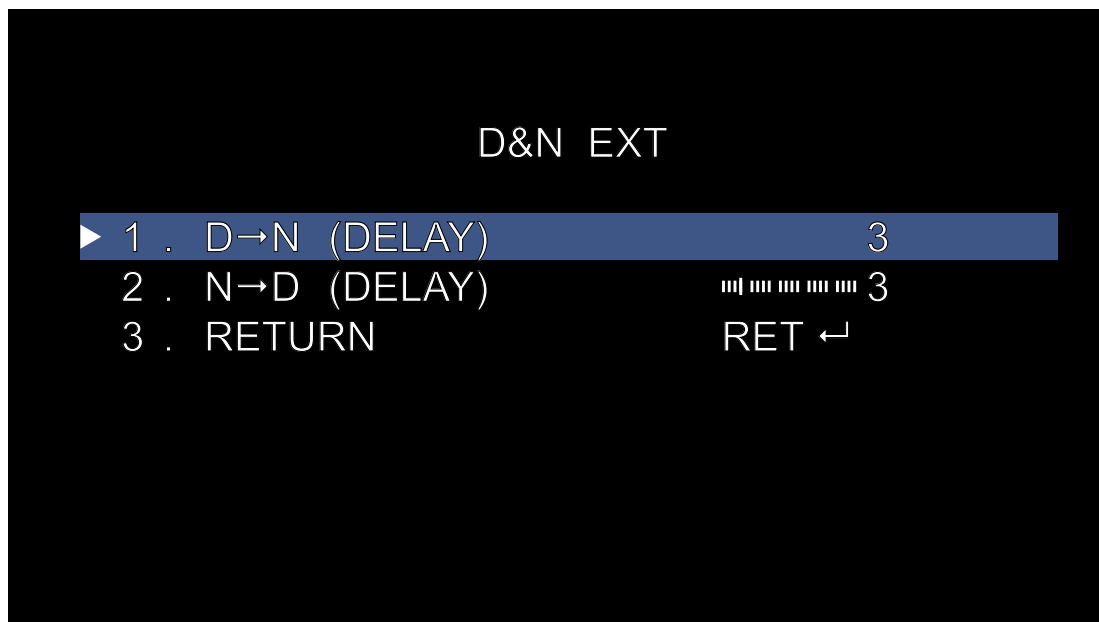 D&N EXT
1 . D→N (DELAY) 3
2 . N→D (DELAY) 3
3 . RETURN RET ↵